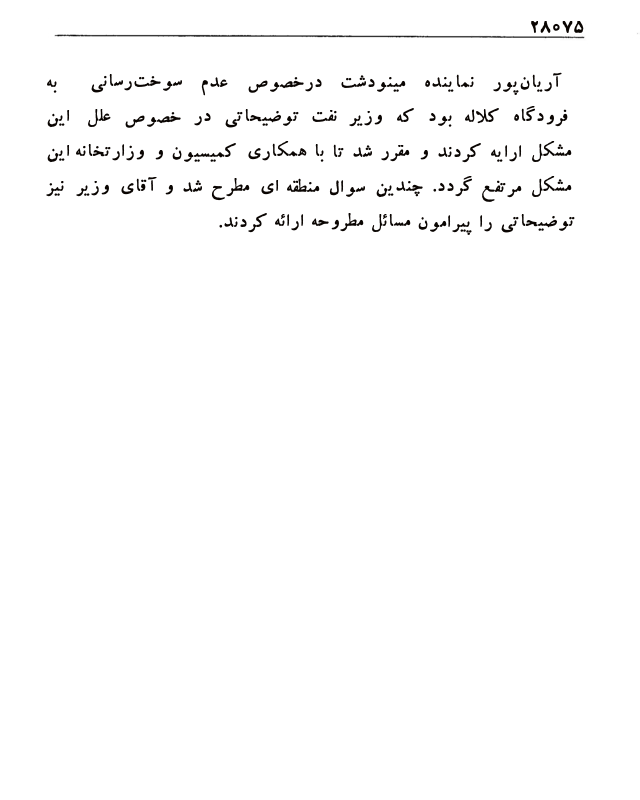 ۲۸۰۷۵
آریان‌پور نماینده مینودشت درخصوص عدم سوخت‌رسانی به
فرودگاه کلاله بود که وزیر نفت توضیحاتی در خصوص علل این
مشکل ارایه کردند و مقرر شد تا با همکاری کمیسیون و وزارتخانه این
مشکل مرتفع گردد. چندین سوال منطقه ای مطرح شد و آقای وزیر نیز
توضیحاتی را پیرامون مسائل مطروحه ارائه کردند.